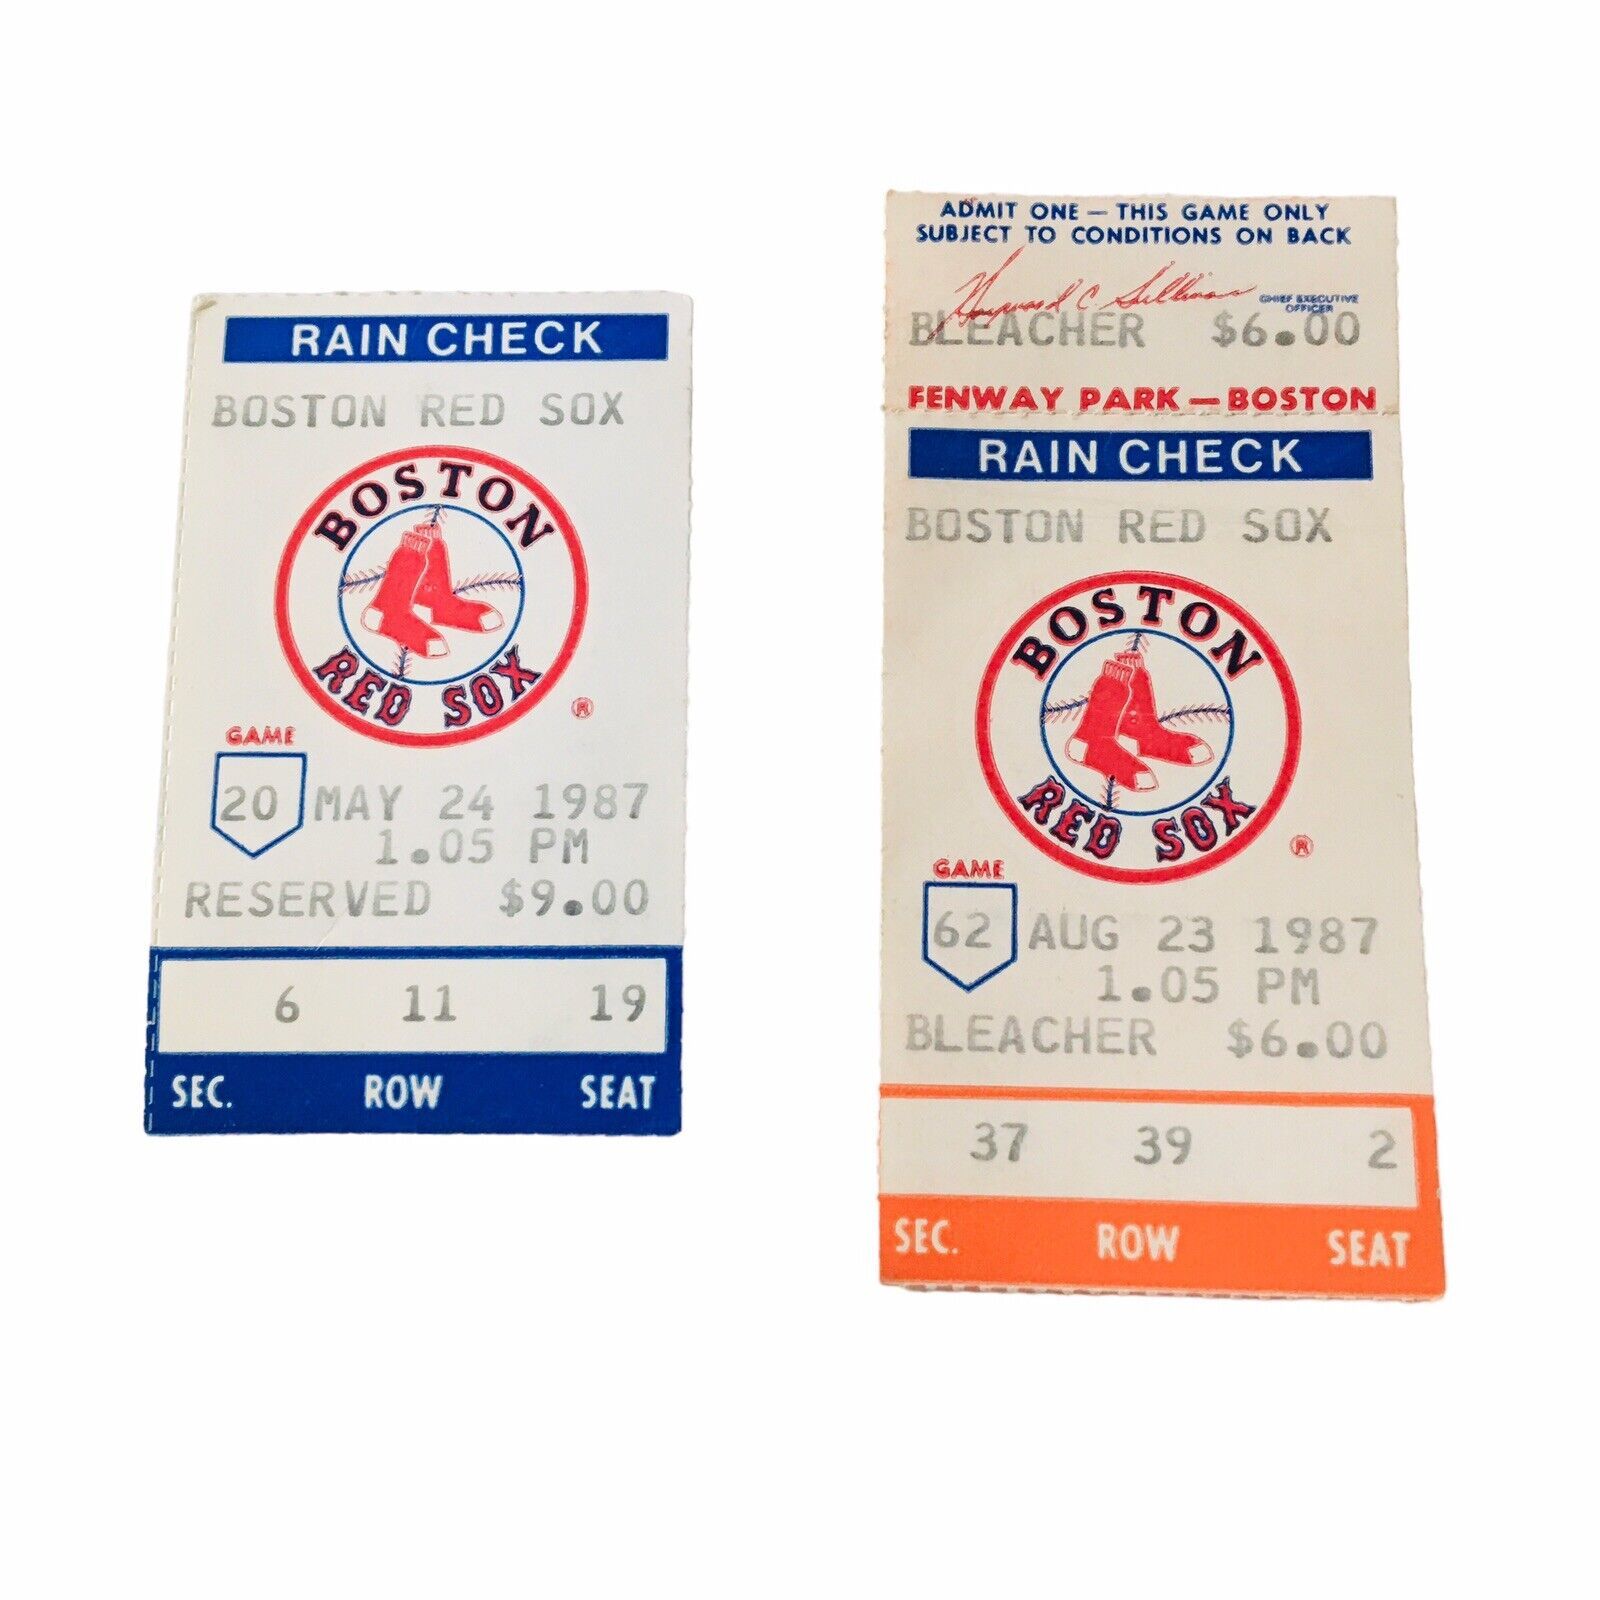 RAIN CHECK
BOSTON RED SOX
BOSTON
RED SOX
®
GAME
20 MAY 24 1987
1.05 PM
RESERVED $9.00
6 11 19
SEC. ROW SEAT
ADMIT ONE — THIS GAME ONLY
SUBJECT TO CONDITIONS ON BACK
Haywood C. Sullivan CHIEF EXECUTIVE
OFFICER
BLEACHER $6.00
FENWAY PARK — BOSTON
RAIN CHECK
BOSTON RED SOX
BOSTON
RED SOX
®
GAME
62 AUG 23 1987
1.05 PM
BLEACHER $6.00
37 39 2
SEC. ROW SEAT